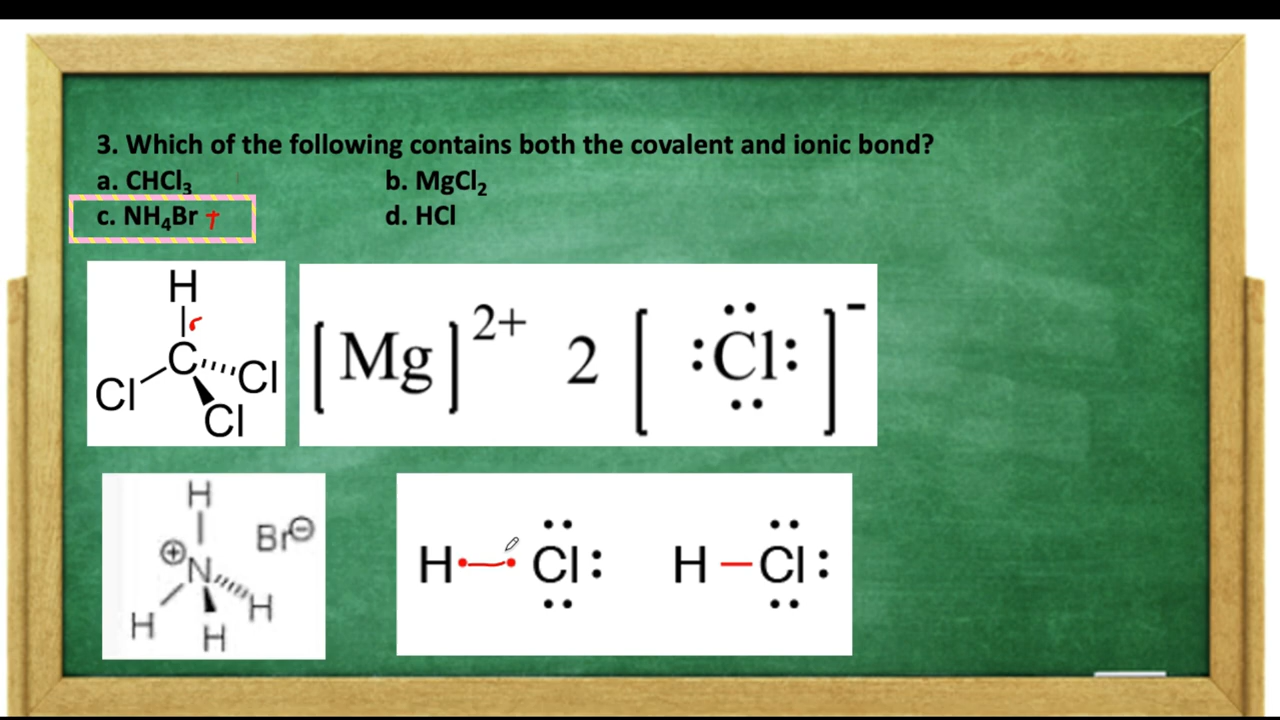 3. Which of the following contains both the covalent and ionic bond?
a. CHCl₃ b. MgCl₂
c. NH₄Br d. HCl
H
C
Cl Cl
Cl
[Mg]²⁺ 2 [:Cl:]⁻
H
⊕ Br⊖
N
H H
H
H Cl: H–Cl: